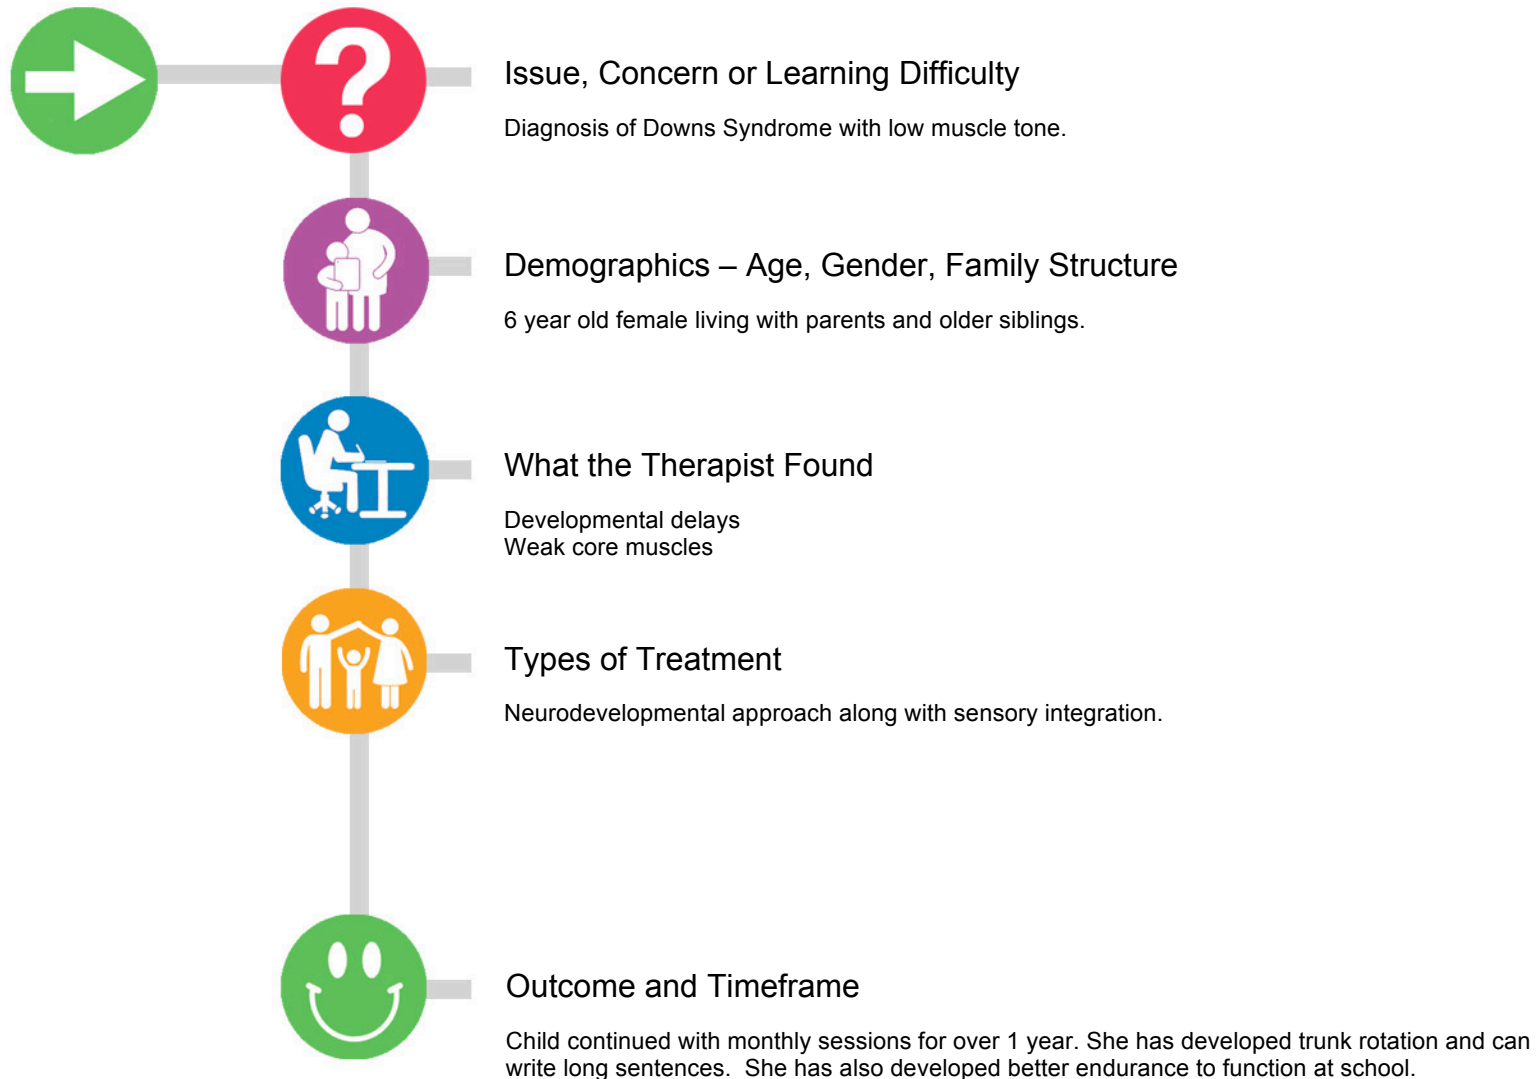 Issue, Concern or Learning Difficulty
Diagnosis of Downs Syndrome with low muscle tone.
Demographics – Age, Gender, Family Structure
6 year old female living with parents and older siblings.
What the Therapist Found
Developmental delays
Weak core muscles
Types of Treatment
Neurodevelopmental approach along with sensory integration.
Outcome and Timeframe
Child continued with monthly sessions for over 1 year. She has developed trunk rotation and can
write long sentences.  She has also developed better endurance to function at school.